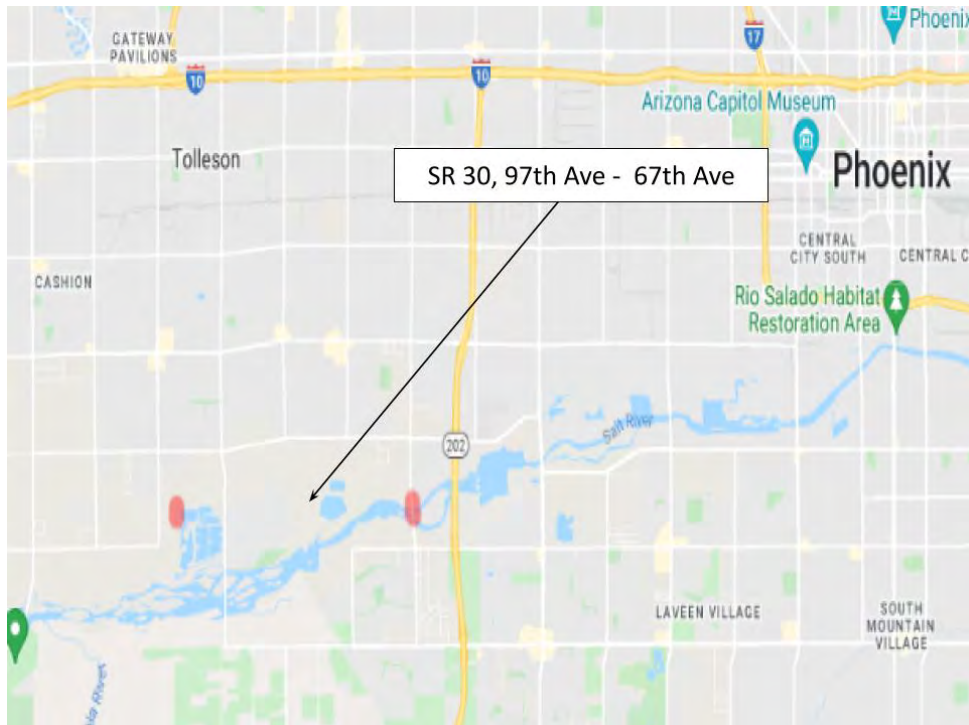 GATEWAY
PAVILIONS
10
10
17
Phoenix
Arizona Capitol Museum
Tolleson
SR 30, 97th Ave - 67th Ave
Phoenix
CENTRAL
CITY SOUTH
CENTRAL C
CASHION
Rio Salado Habitat
Restoration Area
Salt River
202
LAVEEN VILLAGE
SOUTH
MOUNTAIN
VILLAGE